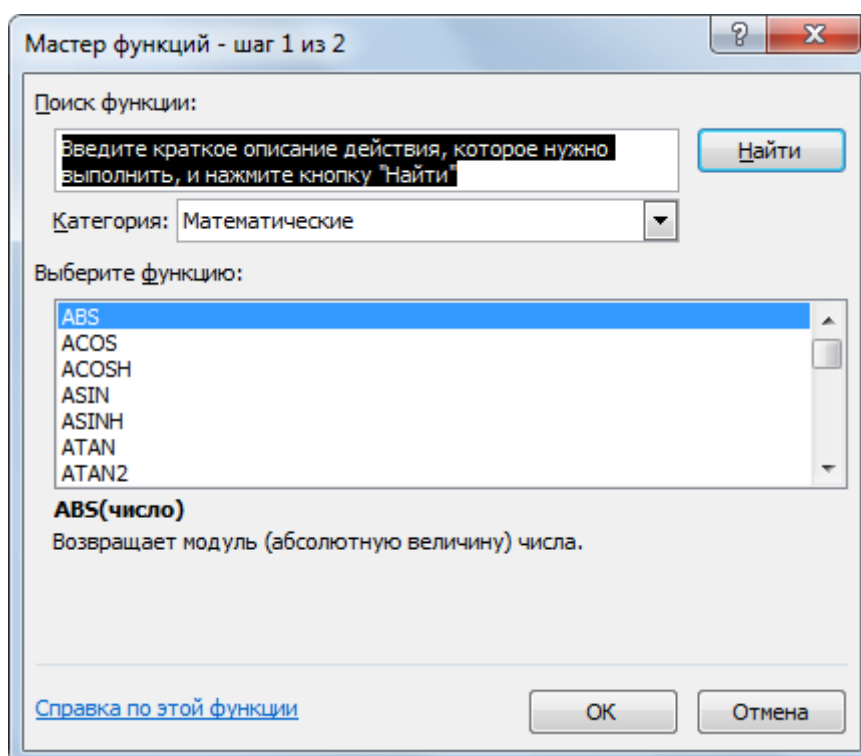 Мастер функций - шаг 1 из 2
Поиск функции:
Введите краткое описание действия, которое нужно
выполнить, и нажмите кнопку "Найти"
Найти
Категория: Математические
Выберите функцию:
ABS
ACOS
ACOSH
ASIN
ASINH
ATAN
ATAN2
ABS(число)
Возвращает модуль (абсолютную величину) числа.
Справка по этой функции
ОК
Отмена